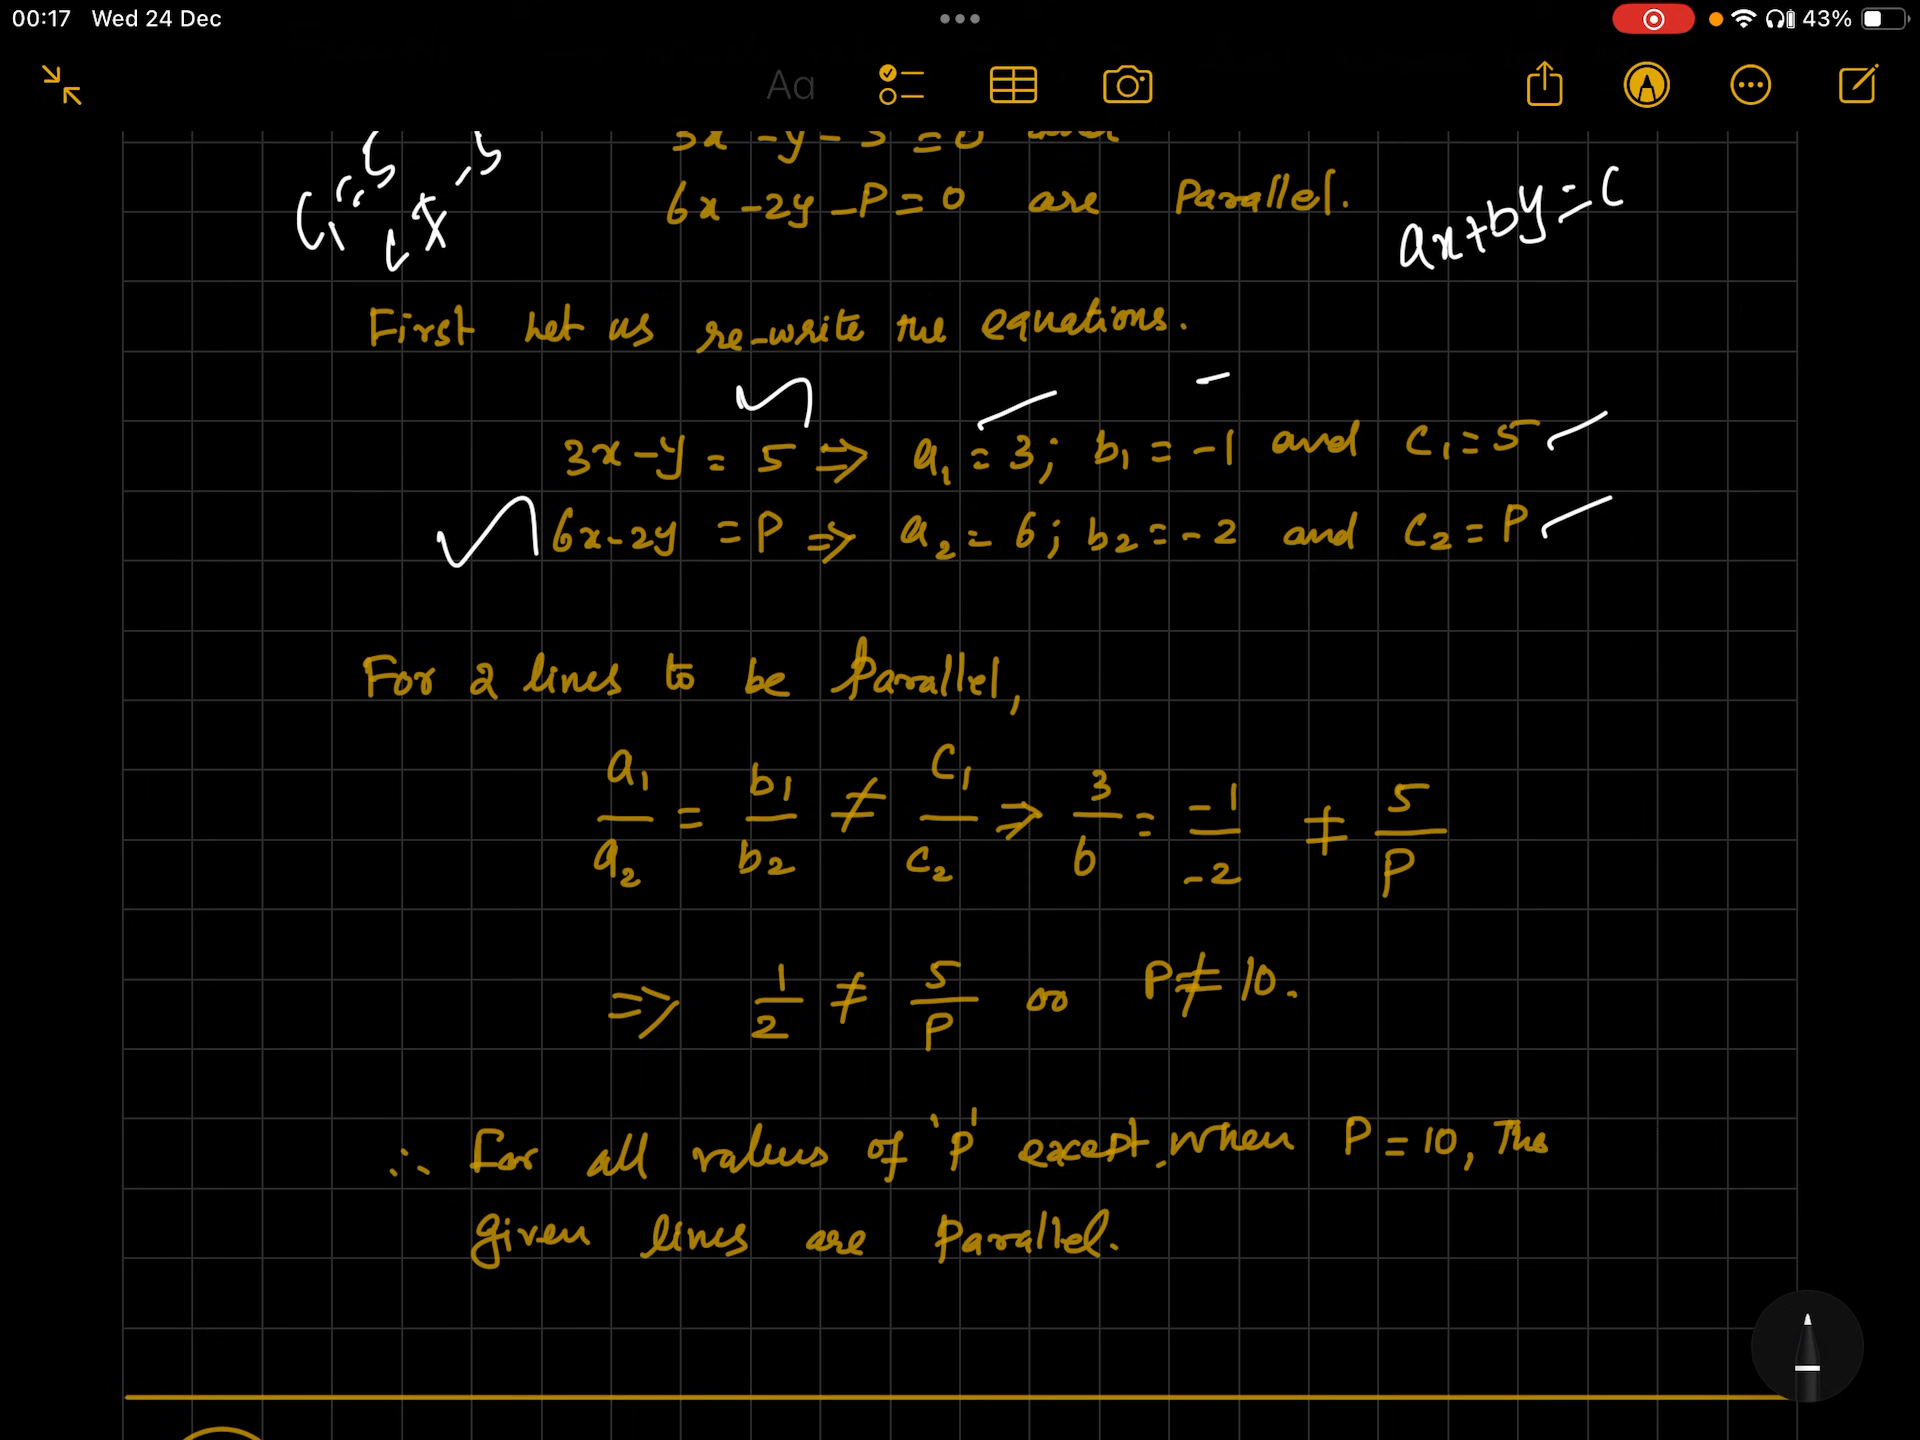 00:17 Wed 24 Dec
43%
Aa
6x - 2y - P = 0 are Parallel.
ax + by = c
First Let us re-write the equations.
3x - y = 5 ⇒ a₁ = 3; b₁ = -1 and C₁ = 5
6x - 2y = P ⇒ a₂ = 6; b₂ = -2 and C₂ = P
For 2 lines to be Parallel,
a₁/a₂ = b₁/b₂ ≠ C₁/C₂ ⇒ 3/6 = -1/-2 ≠ 5/P
⇒ 1/2 ≠ 5/P or P ≠ 10.
∴ For all values of 'P' except, when P = 10, The
given lines are Parallel.